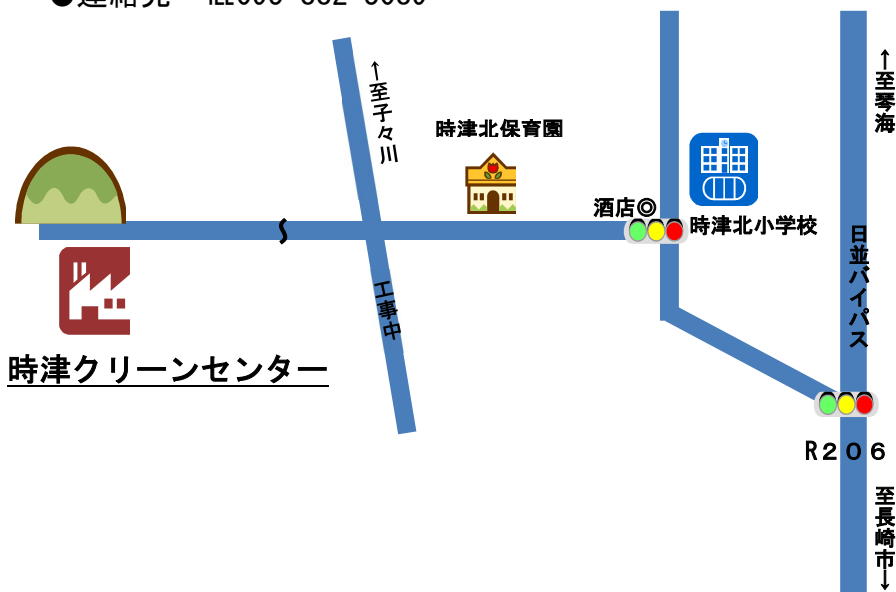 ←至子々川
←至琴海
時津北保育園
酒店◎
時津北小学校
日並バイパス
工事中
時津クリーンセンター
R206
至長崎市→